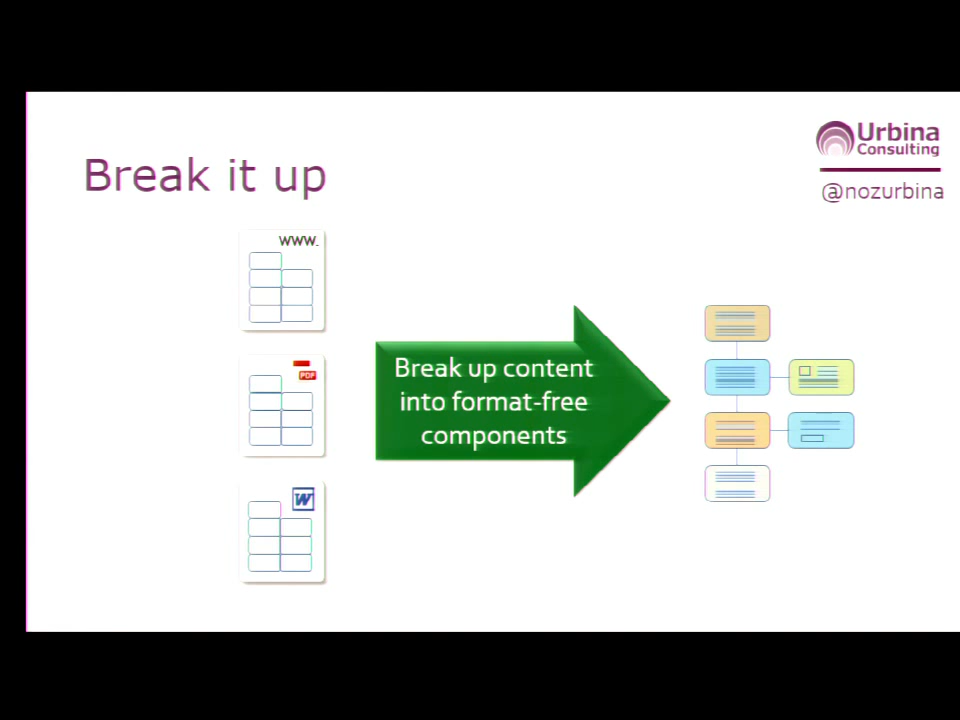 Urbina
Consulting
@nozurbina
Break it up
www.
PDF
W
Break up content
into format-free
components